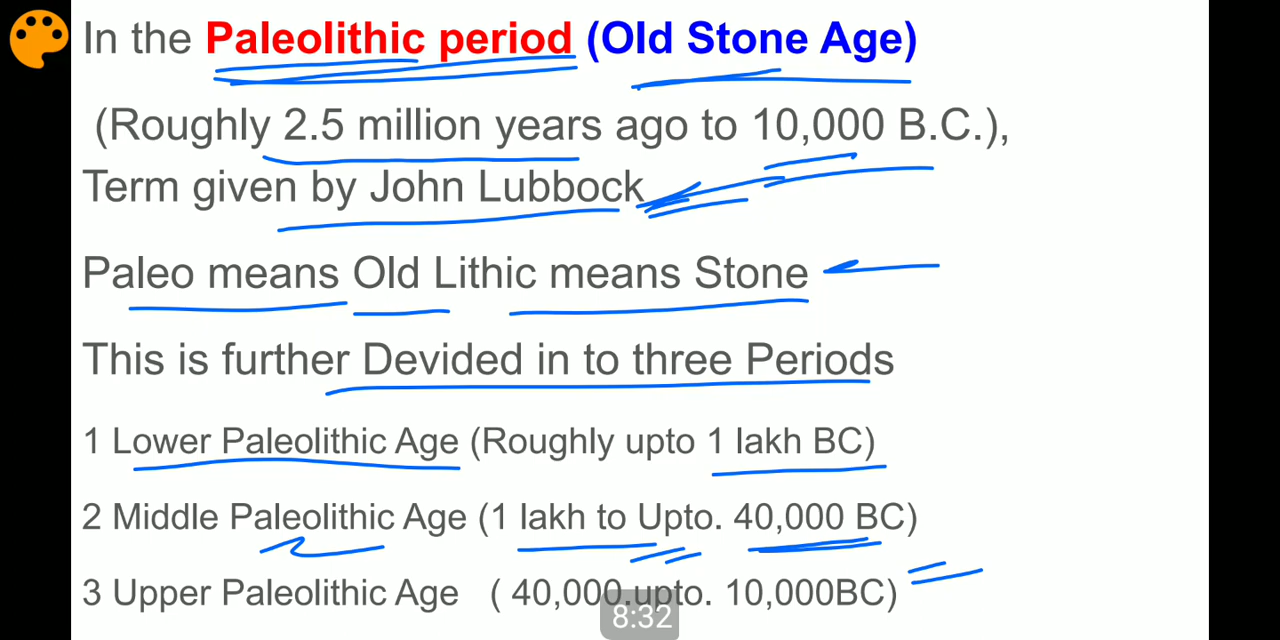 In the Paleolithic period (Old Stone Age)
(Roughly 2.5 million years ago to 10,000 B.C.),
Term given by John Lubbock
Paleo means Old Lithic means Stone
This is further Devided in to three Periods
1 Lower Paleolithic Age (Roughly upto 1 lakh BC)
2 Middle Paleolithic Age (1 lakh to Upto. 40,000 BC)
3 Upper Paleolithic Age ( 40,000.upto. 10,000BC)
8:32